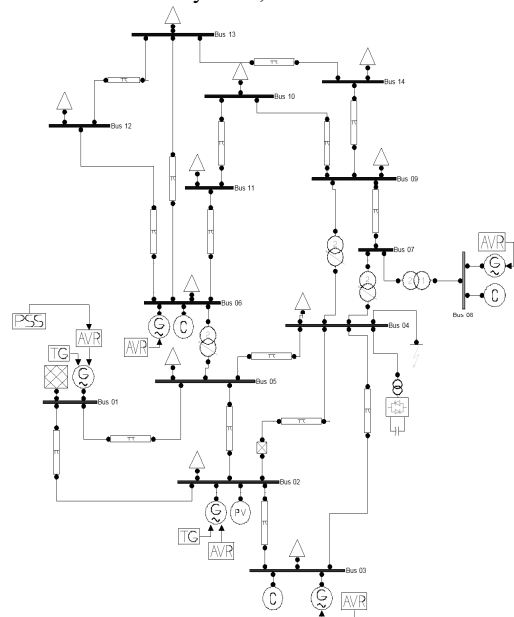 Bus 13
Bus 14
Bus 10
Bus 12
Bus 09
Bus 11
AVR
Bus 07
G
C
Bus 06
Bus 06
PSS
G
C
AVR
Bus 04
AVR
TG
G
Bus 05
Bus 01
Bus 02
G
PV
TG
AVR
Bus 03
C
G
AVR